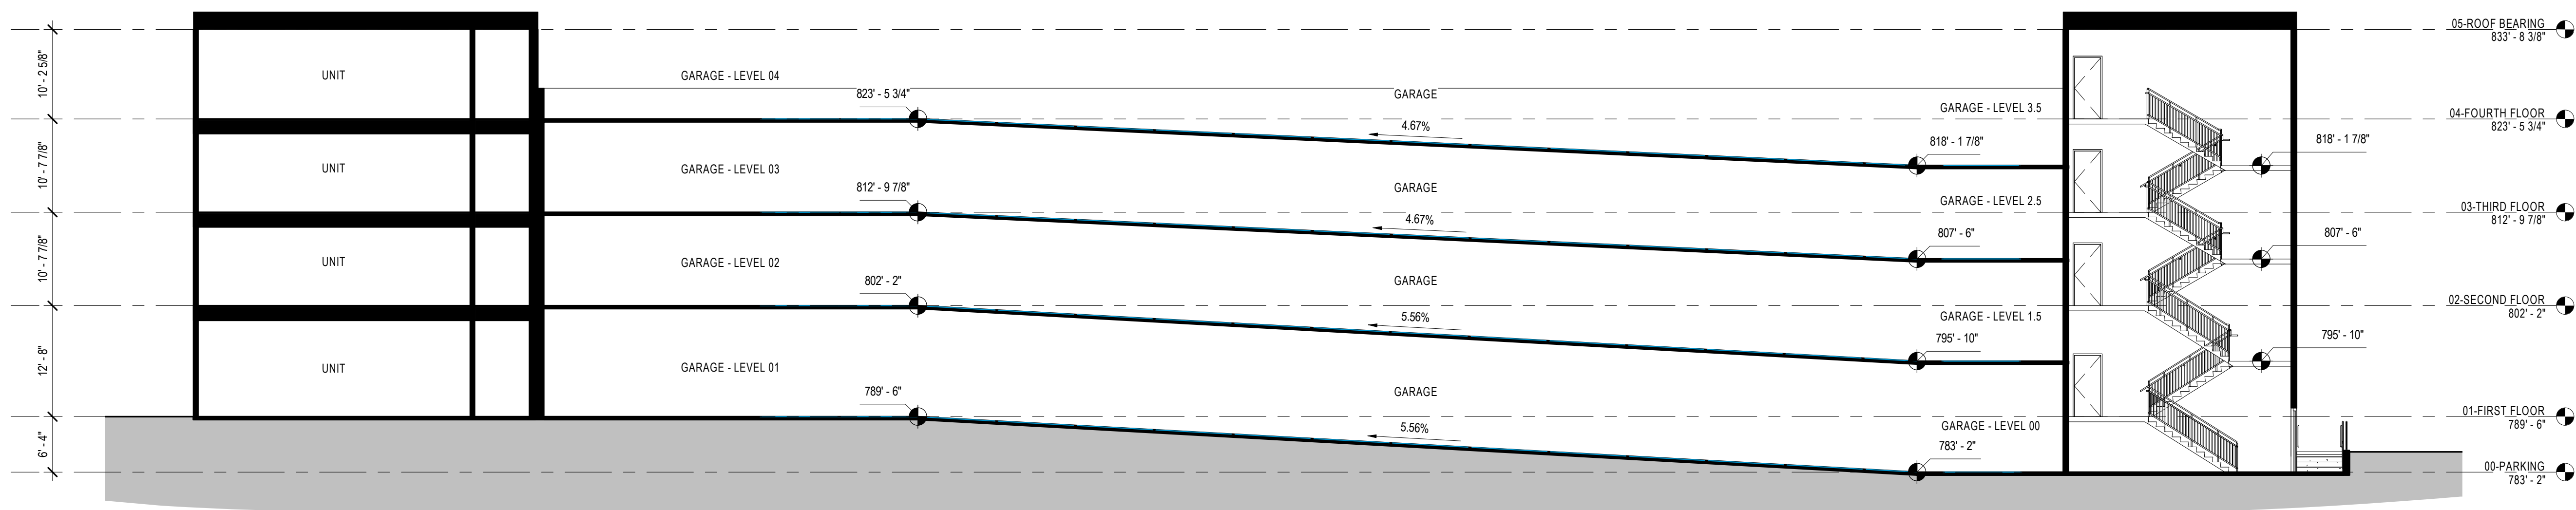 05-ROOF BEARING
833' - 8 3/8"
10' - 2 5/8"
UNIT
GARAGE - LEVEL 04
823' - 5 3/4"
GARAGE
GARAGE - LEVEL 3.5
04-FOURTH FLOOR
823' - 5 3/4"
4.67%
818' - 1 7/8"
818' - 1 7/8"
10' - 7 7/8"
UNIT
GARAGE - LEVEL 03
812' - 9 7/8"
GARAGE
GARAGE - LEVEL 2.5
03-THIRD FLOOR
812' - 9 7/8"
4.67%
807' - 6"
807' - 6"
10' - 7 7/8"
UNIT
GARAGE - LEVEL 02
802' - 2"
GARAGE
GARAGE - LEVEL 1.5
02-SECOND FLOOR
802' - 2"
5.56%
795' - 10"
795' - 10"
12' - 8"
UNIT
GARAGE - LEVEL 01
789' - 6"
GARAGE
GARAGE - LEVEL 00
01-FIRST FLOOR
789' - 6"
5.56%
783' - 2"
6' - 4"
00-PARKING
783' - 2"